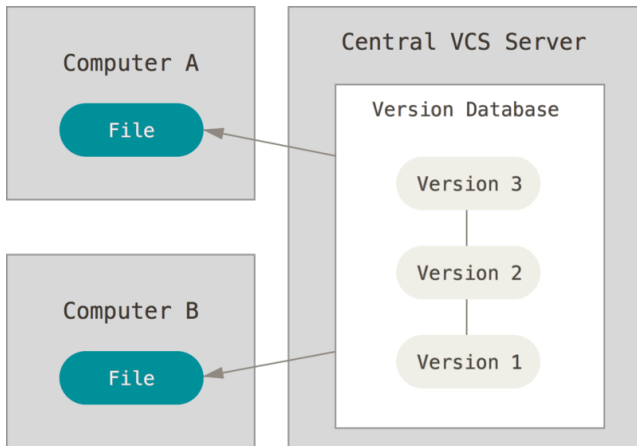 Computer A
File
Computer B
File
Central VCS Server
Version Database
Version 3
Version 2
Version 1